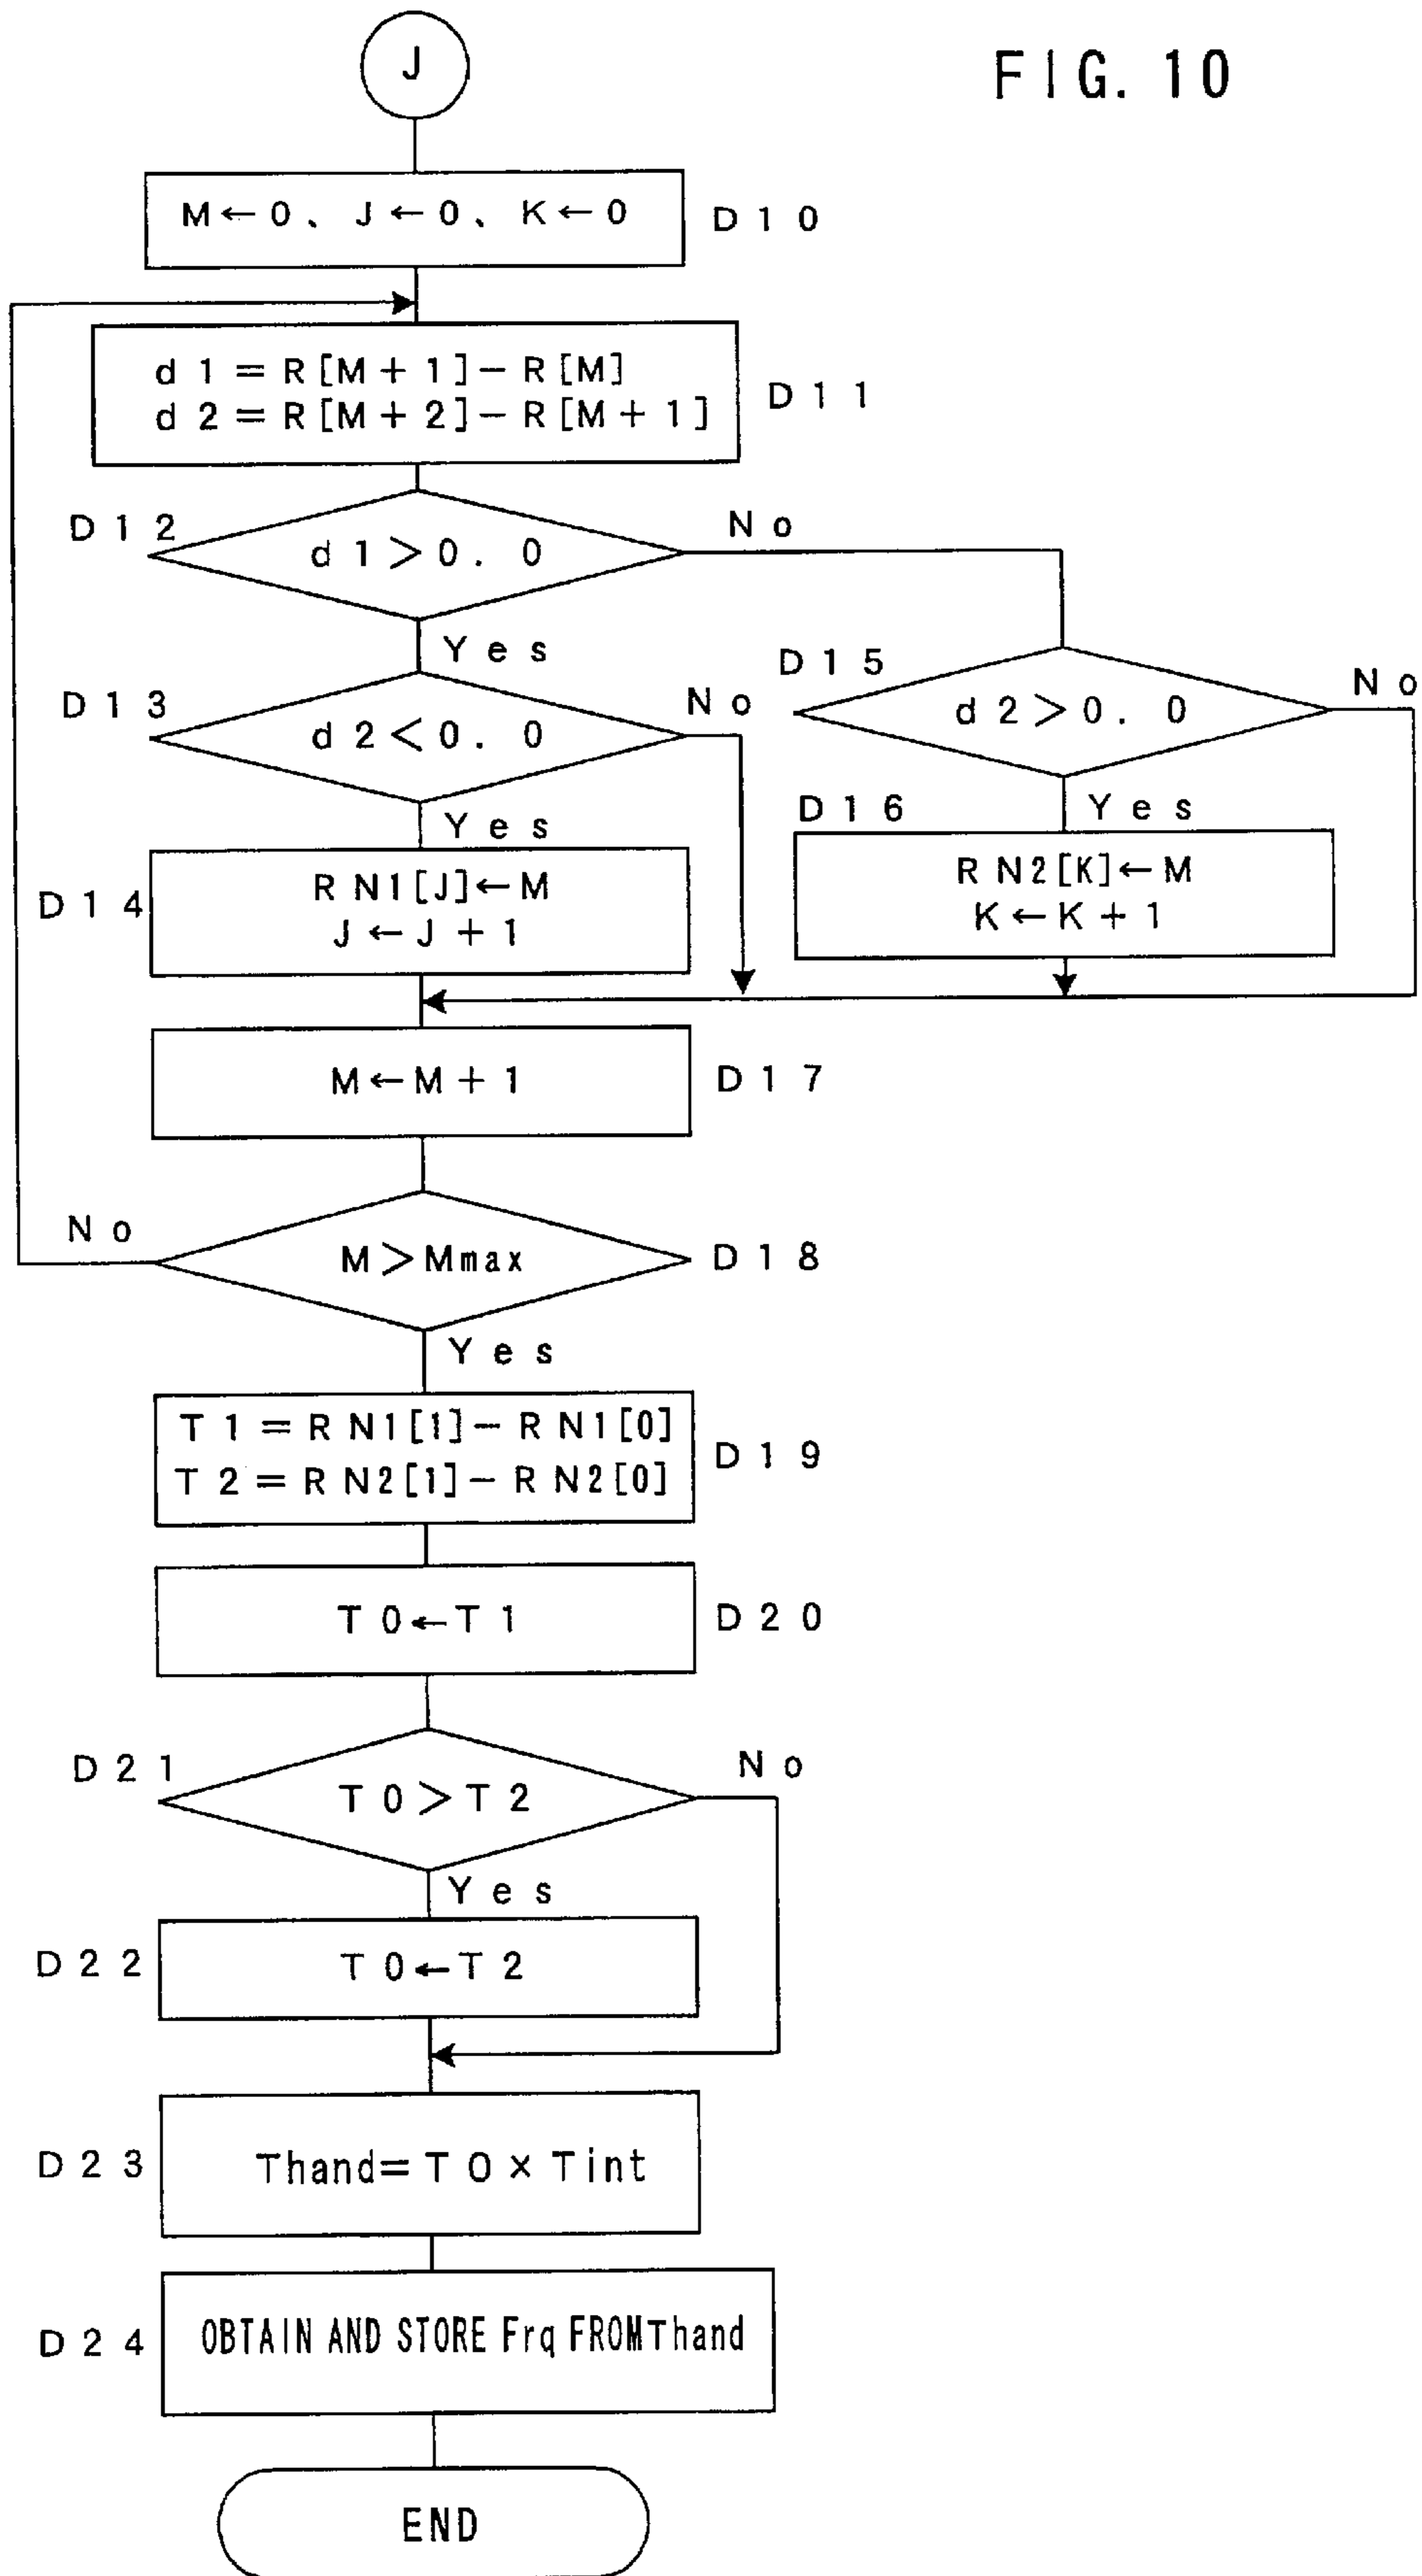 J
FIG. 10
M←0、J←0、K←0
D10
d1=R[M+1]−R[M]
d2=R[M+2]−R[M+1]
D11
D12
d1>0.0
No
Yes
D13
d2<0.0
No
D15
d2>0.0
No
Yes
D14
RN1[J]←M
J←J+1
D16
Yes
RN2[K]←M
K←K+1
M←M+1
D17
No
M>Mmax
D18
Yes
T1=RN1[1]−RN1[0]
T2=RN2[1]−RN2[0]
D19
T0←T1
D20
D21
T0>T2
No
Yes
D22
T0←T2
D23
Thand=T0×Tint
D24
OBTAIN AND STORE Frq FROMThand
END